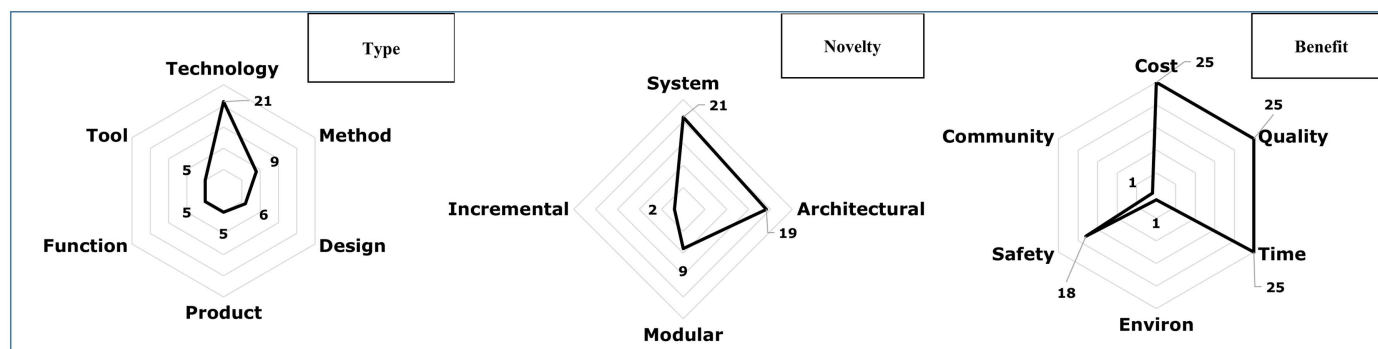 Type
Technology
21
Tool
Method
5
9
5
6
5
Function
Design
Product
Novelty
System
21
Incremental
2
Architectural
19
9
Modular
Benefit
Cost
25
25
Community
Quality
1
1
Safety
Time
18
25
Environ